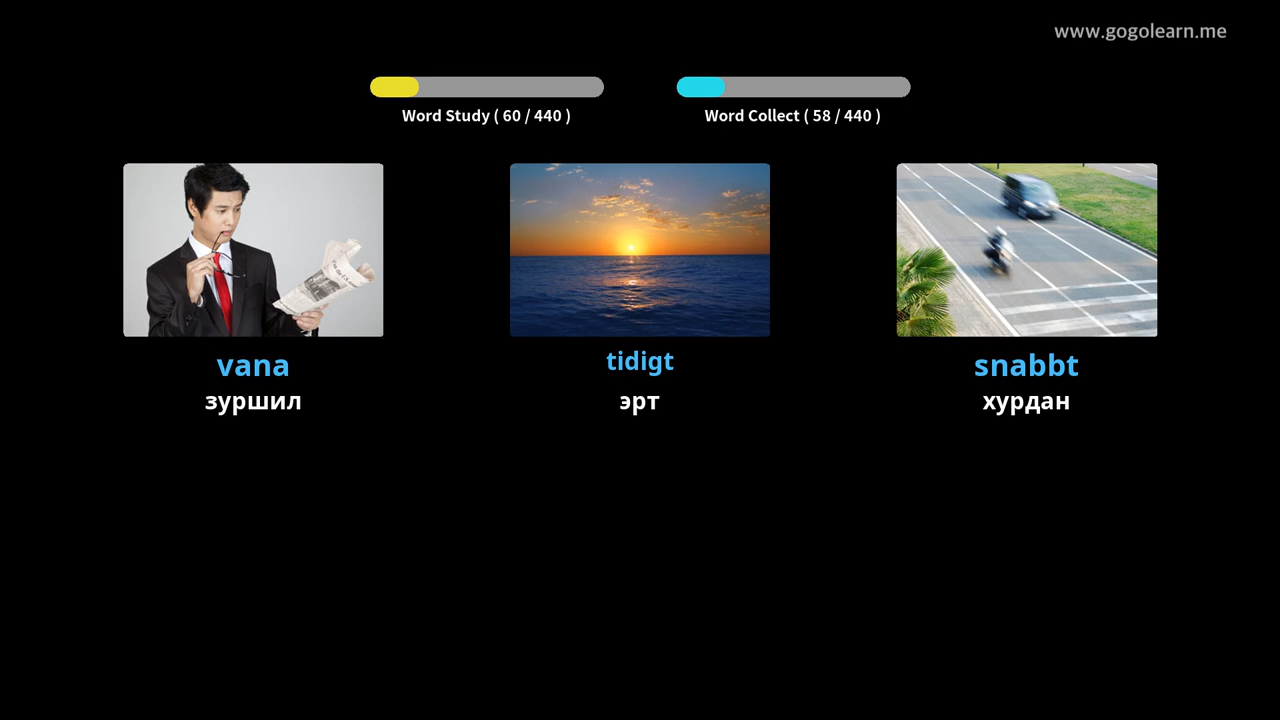 www.gogolearn.me
Word Study ( 60 / 440 )
Word Collect ( 58 / 440 )
vana
зуршил
tidigt
эрт
snabbt
хурдан